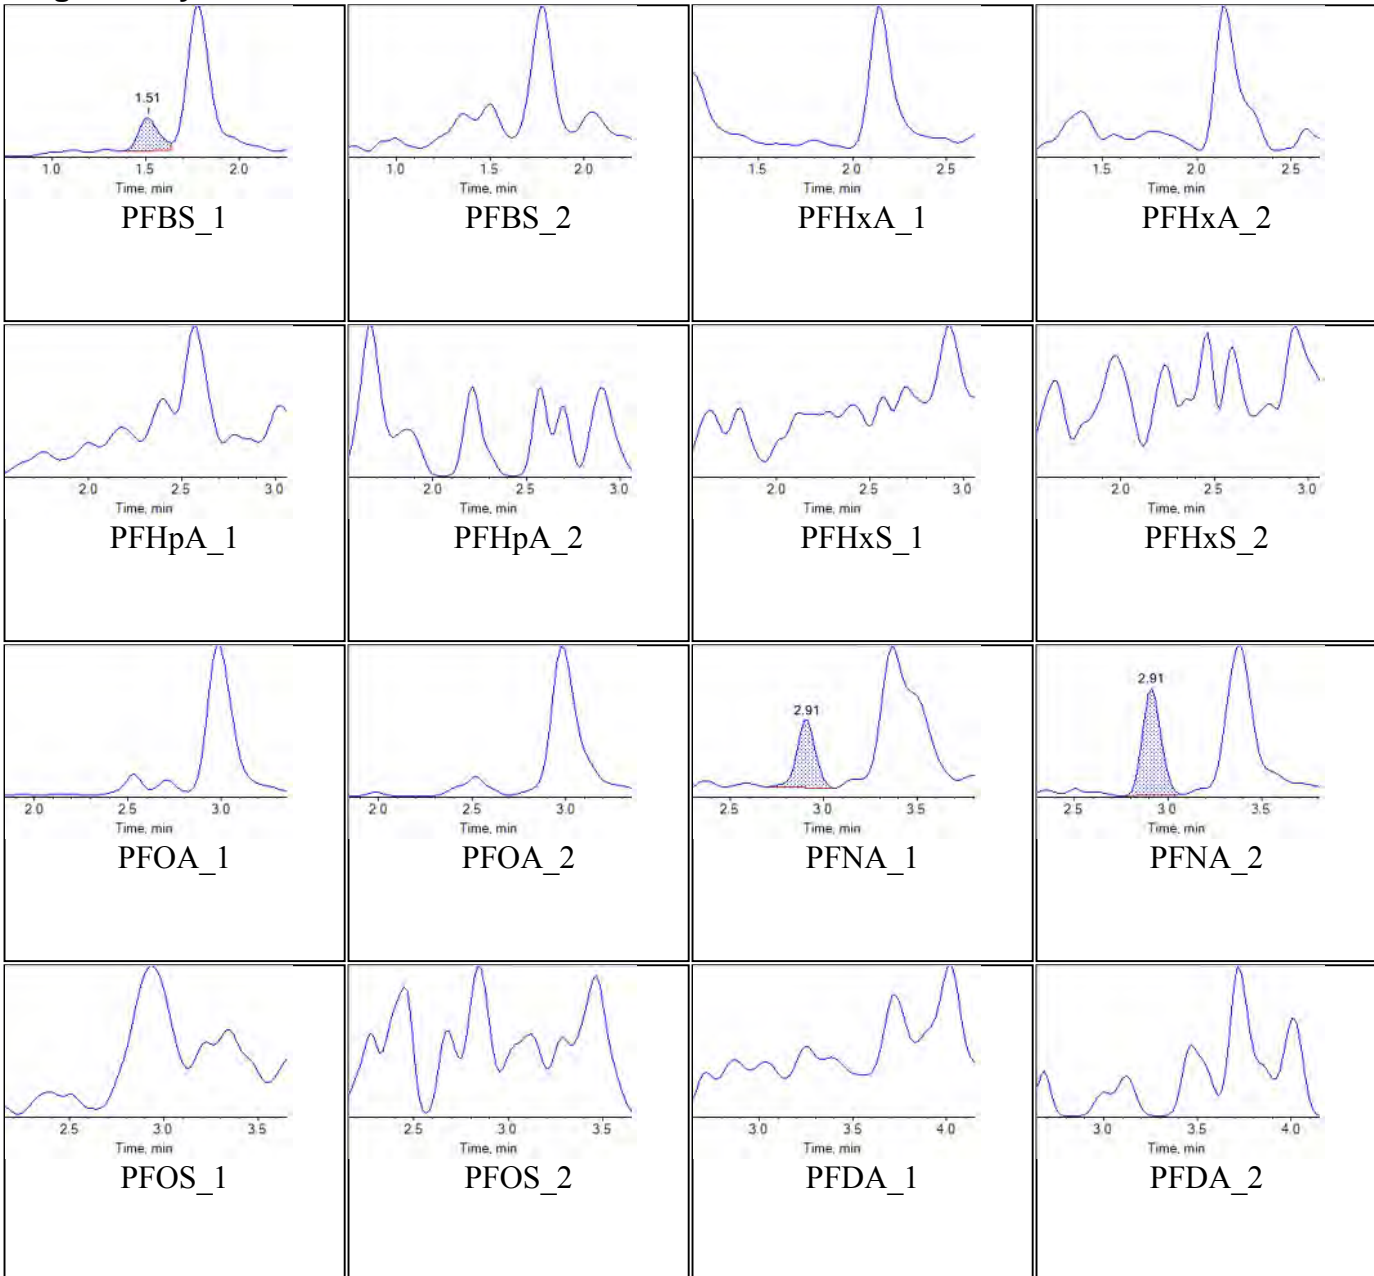 1.51
1.0 1.5 2.0
Time, min
PFBS_1
1.0 1.5 2.0
Time, min
PFBS_2
1.5 2.0 2.5
Time, min
PFHxA_1
1.5 2.0 2.5
Time, min
PFHxA_2
2.0 2.5 3.0
Time, min
PFHpA_1
2.0 2.5 3.0
Time, min
PFHpA_2
2.0 2.5 3.0
Time, min
PFHxS_1
2.0 2.5 3.0
Time, min
PFHxS_2
2.0 2.5 3.0
Time, min
PFOA_1
2.0 2.5 3.0
Time, min
PFOA_2
2.91
2.5 3.0 3.5
Time, min
PFNA_1
2.91
2.5 3.0 3.5
Time, min
PFNA_2
2.5 3.0 3.5
Time, min
PFOS_1
2.5 3.0 3.5
Time, min
PFOS_2
3.0 3.5 4.0
Time, min
PFDA_1
3.0 3.5 4.0
Time, min
PFDA_2